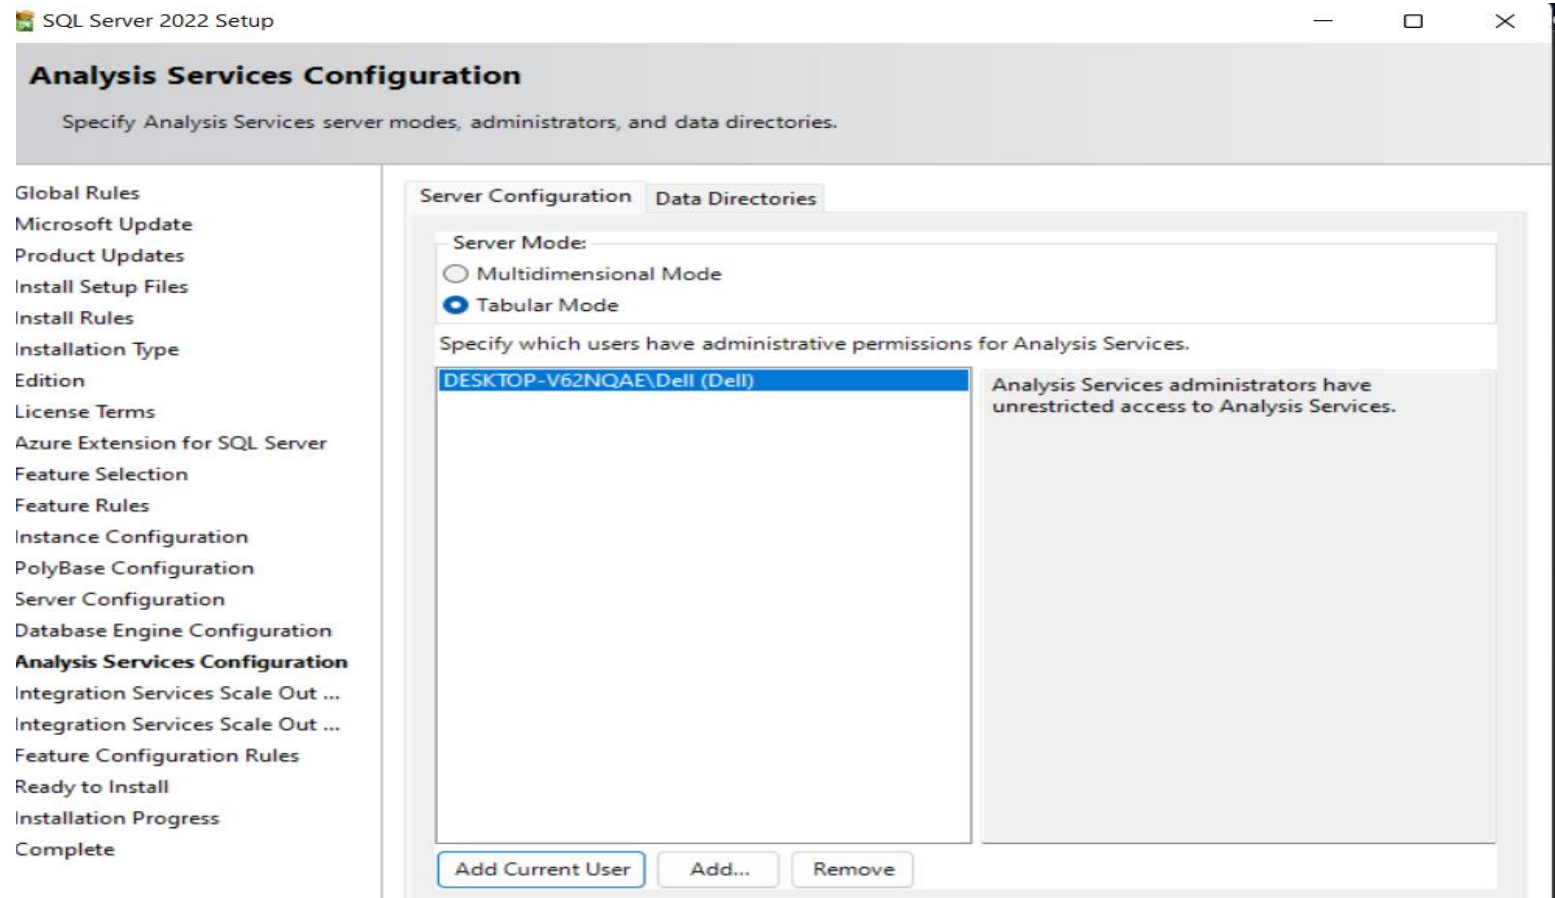 SQL Server 2022 Setup
Analysis Services Configuration
Specify Analysis Services server modes, administrators, and data directories.
Global Rules
Microsoft Update
Product Updates
Install Setup Files
Install Rules
Installation Type
Edition
License Terms
Azure Extension for SQL Server
Feature Selection
Feature Rules
Instance Configuration
PolyBase Configuration
Server Configuration
Database Engine Configuration
Analysis Services Configuration
Integration Services Scale Out ...
Integration Services Scale Out ...
Feature Configuration Rules
Ready to Install
Installation Progress
Complete
Server Configuration
Data Directories
Server Mode:
Multidimensional Mode
Tabular Mode
Specify which users have administrative permissions for Analysis Services.
DESKTOP-V62NQAE\Dell (Dell)
Analysis Services administrators have
unrestricted access to Analysis Services.
Add Current User
Add...
Remove